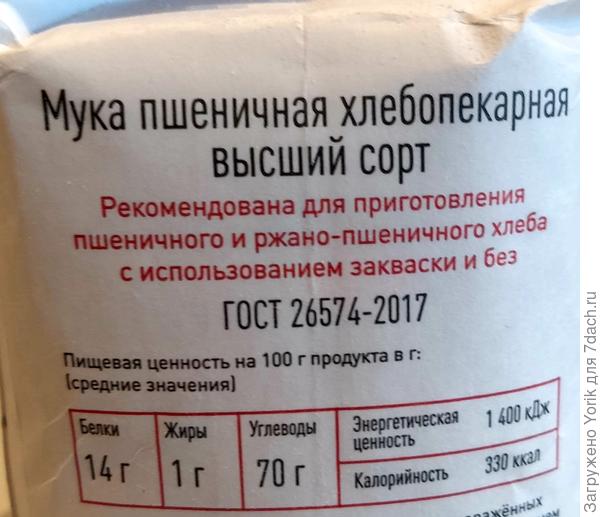 Мука пшеничная хлебопекарная
высший сорт
Рекомендована для приготовления
пшеничного и ржано-пшеничного хлеба
с использованием закваски и без
ГОСТ 26574-2017
Пищевая ценность на 100 г продукта в г:
(средние значения)
Белки Жиры Углеводы
14 г 1 г 70 г
Энергетическая ценность 1 400 кДж
Калорийность 330 ккал
Загружено Yorik для 7dach.ru